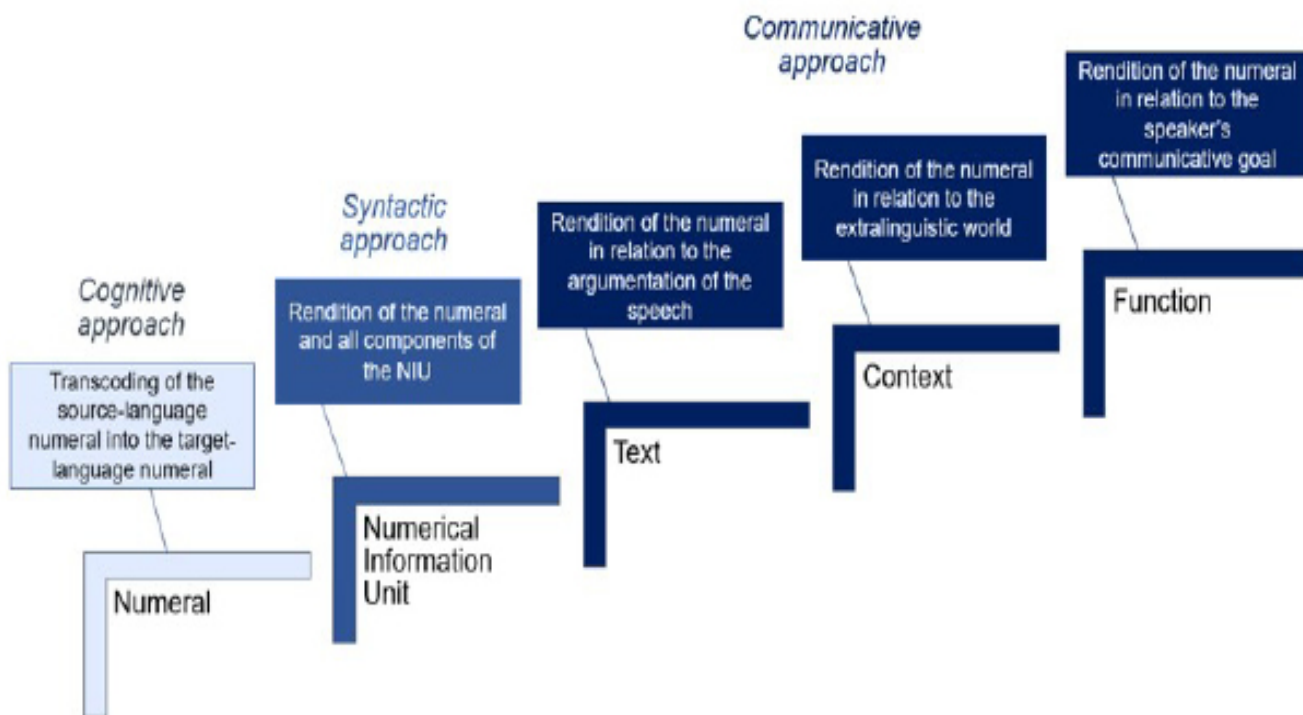 Cognitive
approach
Transcoding of the
source-language
numeral into the target-
language numeral
Numeral
Syntactic
approach
Rendition of the numeral
and all components of
the NIU
Numerical
Information
Unit
Communicative
approach
Rendition of the numeral
in relation to the
argumentation of the
speech
Text
Rendition of the numeral
in relation to the
extralinguistic world
Context
Rendition of the numeral
in relation to the
speaker's
communicative goal
Function